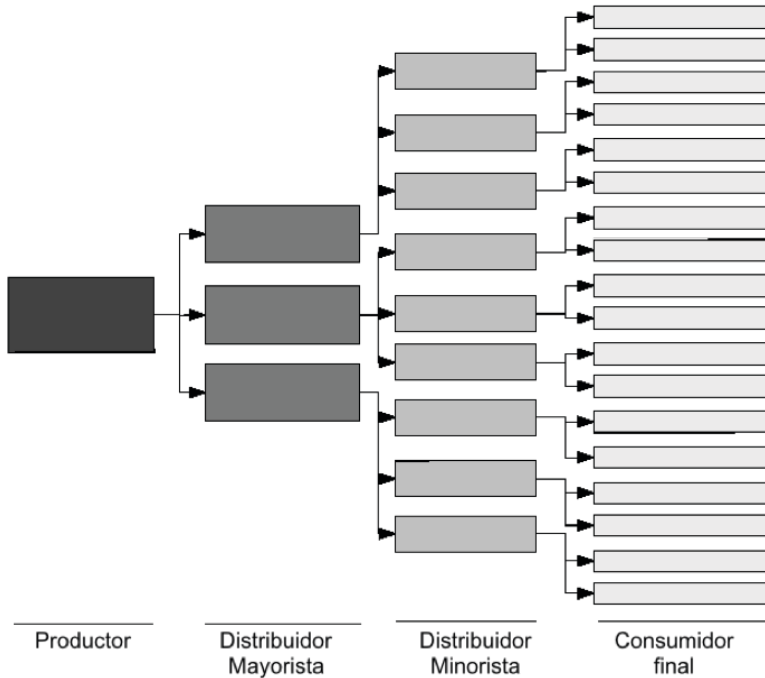 Productor
Distribuidor
Mayorista
Distribuidor
Minorista
Consumidor
final